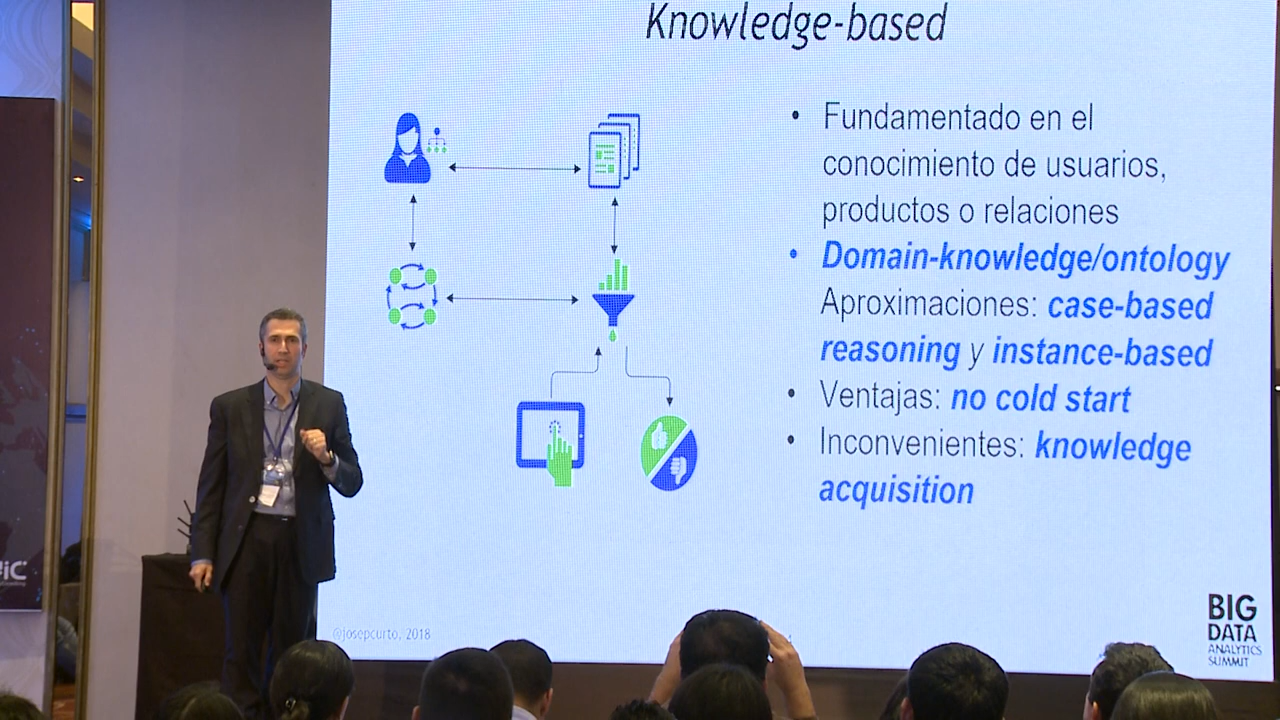 Knowledge-based
• Fundamentado en el
conocimiento de usuarios,
productos o relaciones
• Domain-knowledge/ontology
Aproximaciones: case-based
reasoning y instance-based
• Ventajas: no cold start
• Inconvenientes: knowledge
acquisition
@josepcurto, 2018
BIG
DATA
ANALYTICS
SUMMIT